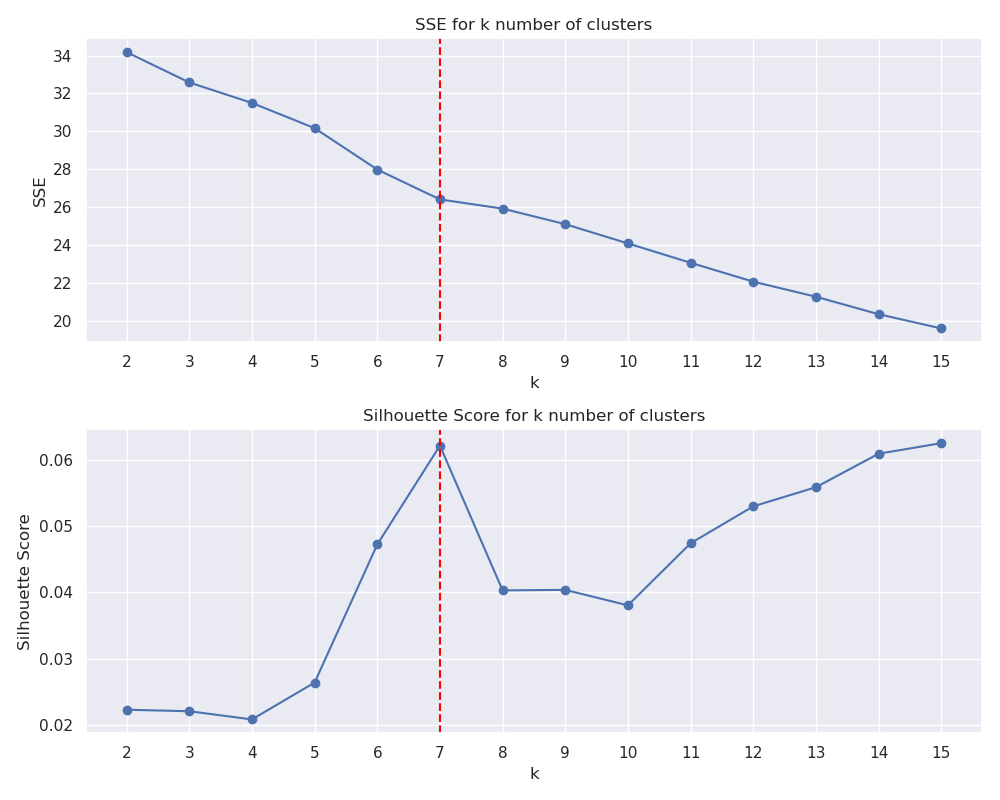 SSE for k number of clusters
34
32
30
28
26
24
22
20
SSE
2 3 4 5 6 7 8 9 10 11 12 13 14 15
k
Silhouette Score for k number of clusters
0.06
0.05
0.04
0.03
0.02
Silhouette Score
2 3 4 5 6 7 8 9 10 11 12 13 14 15
k